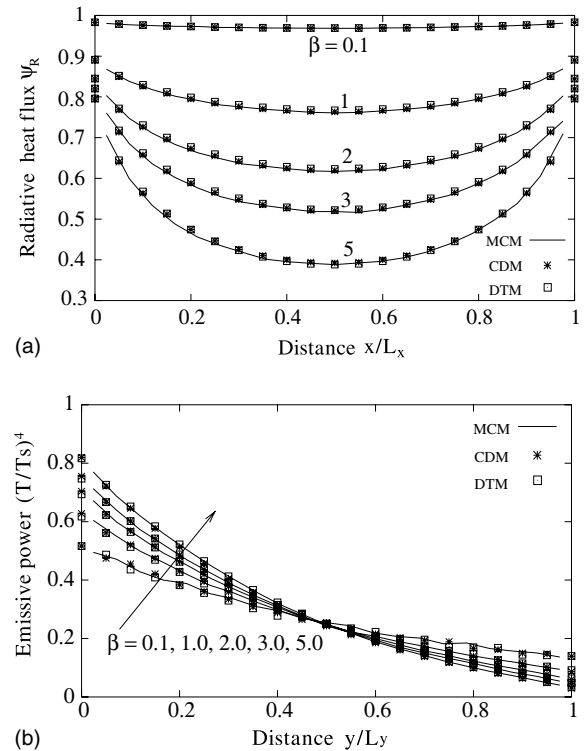 1
0.9
0.8
0.7
0.6
0.5
0.4
0.3
Radiative heat flux ΨR
β = 0.1
1
2
3
5
MCM
CDM
DTM
0 0.2 0.4 0.6 0.8 1
(a)
Distance x/Lx
1
0.8
0.6
0.4
0.2
0
Emissive power (T/Ts)4
MCM
CDM
DTM
β = 0.1, 1.0, 2.0, 3.0, 5.0
0 0.2 0.4 0.6 0.8 1
(b)
Distance y/Ly